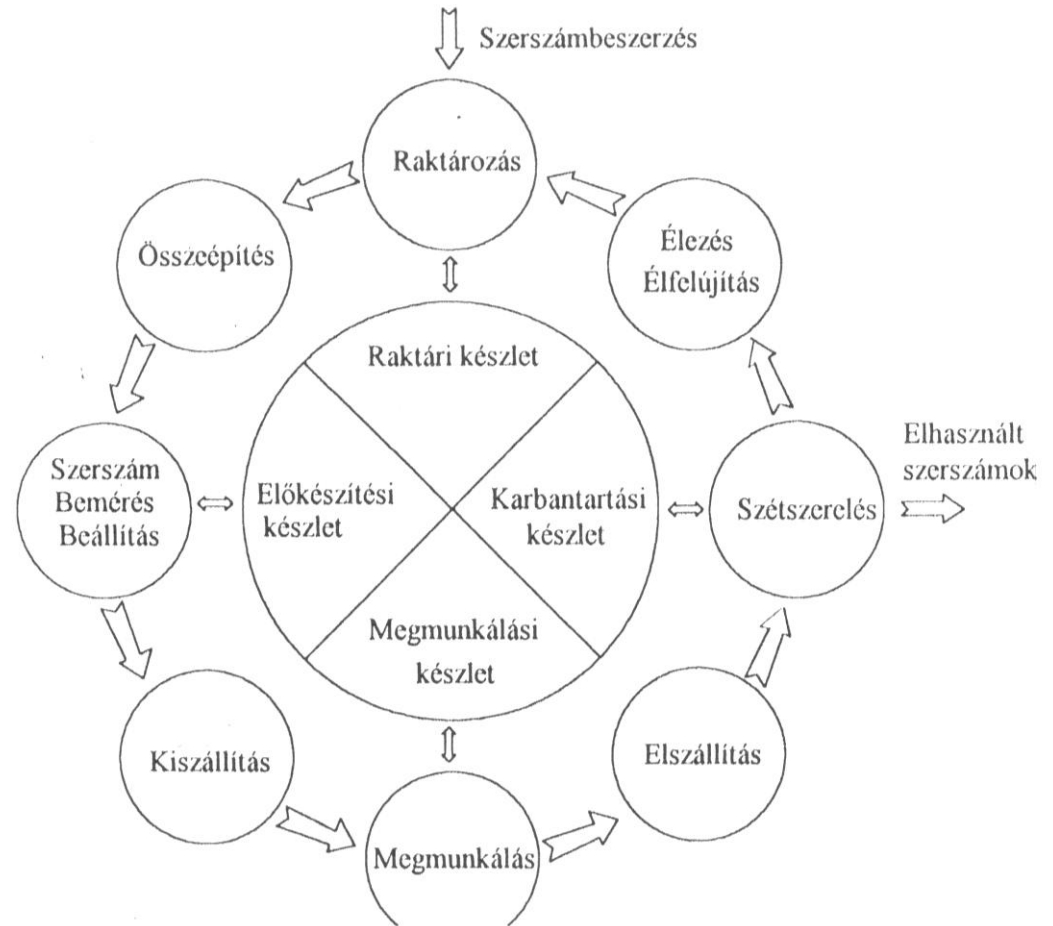 Szerszámbeszerzés
Raktározás
Összeépítés
Élezés
Élfelújítás
Raktári készlet
Szerszám
Bemérés
Beállítás
Előkészítési
készlet
Karbantartási
készlet
Szétszerelés
Elhasznált
szerszámok
Megmunkálási
készlet
Kiszállítás
Elszállítás
Megmunkálás